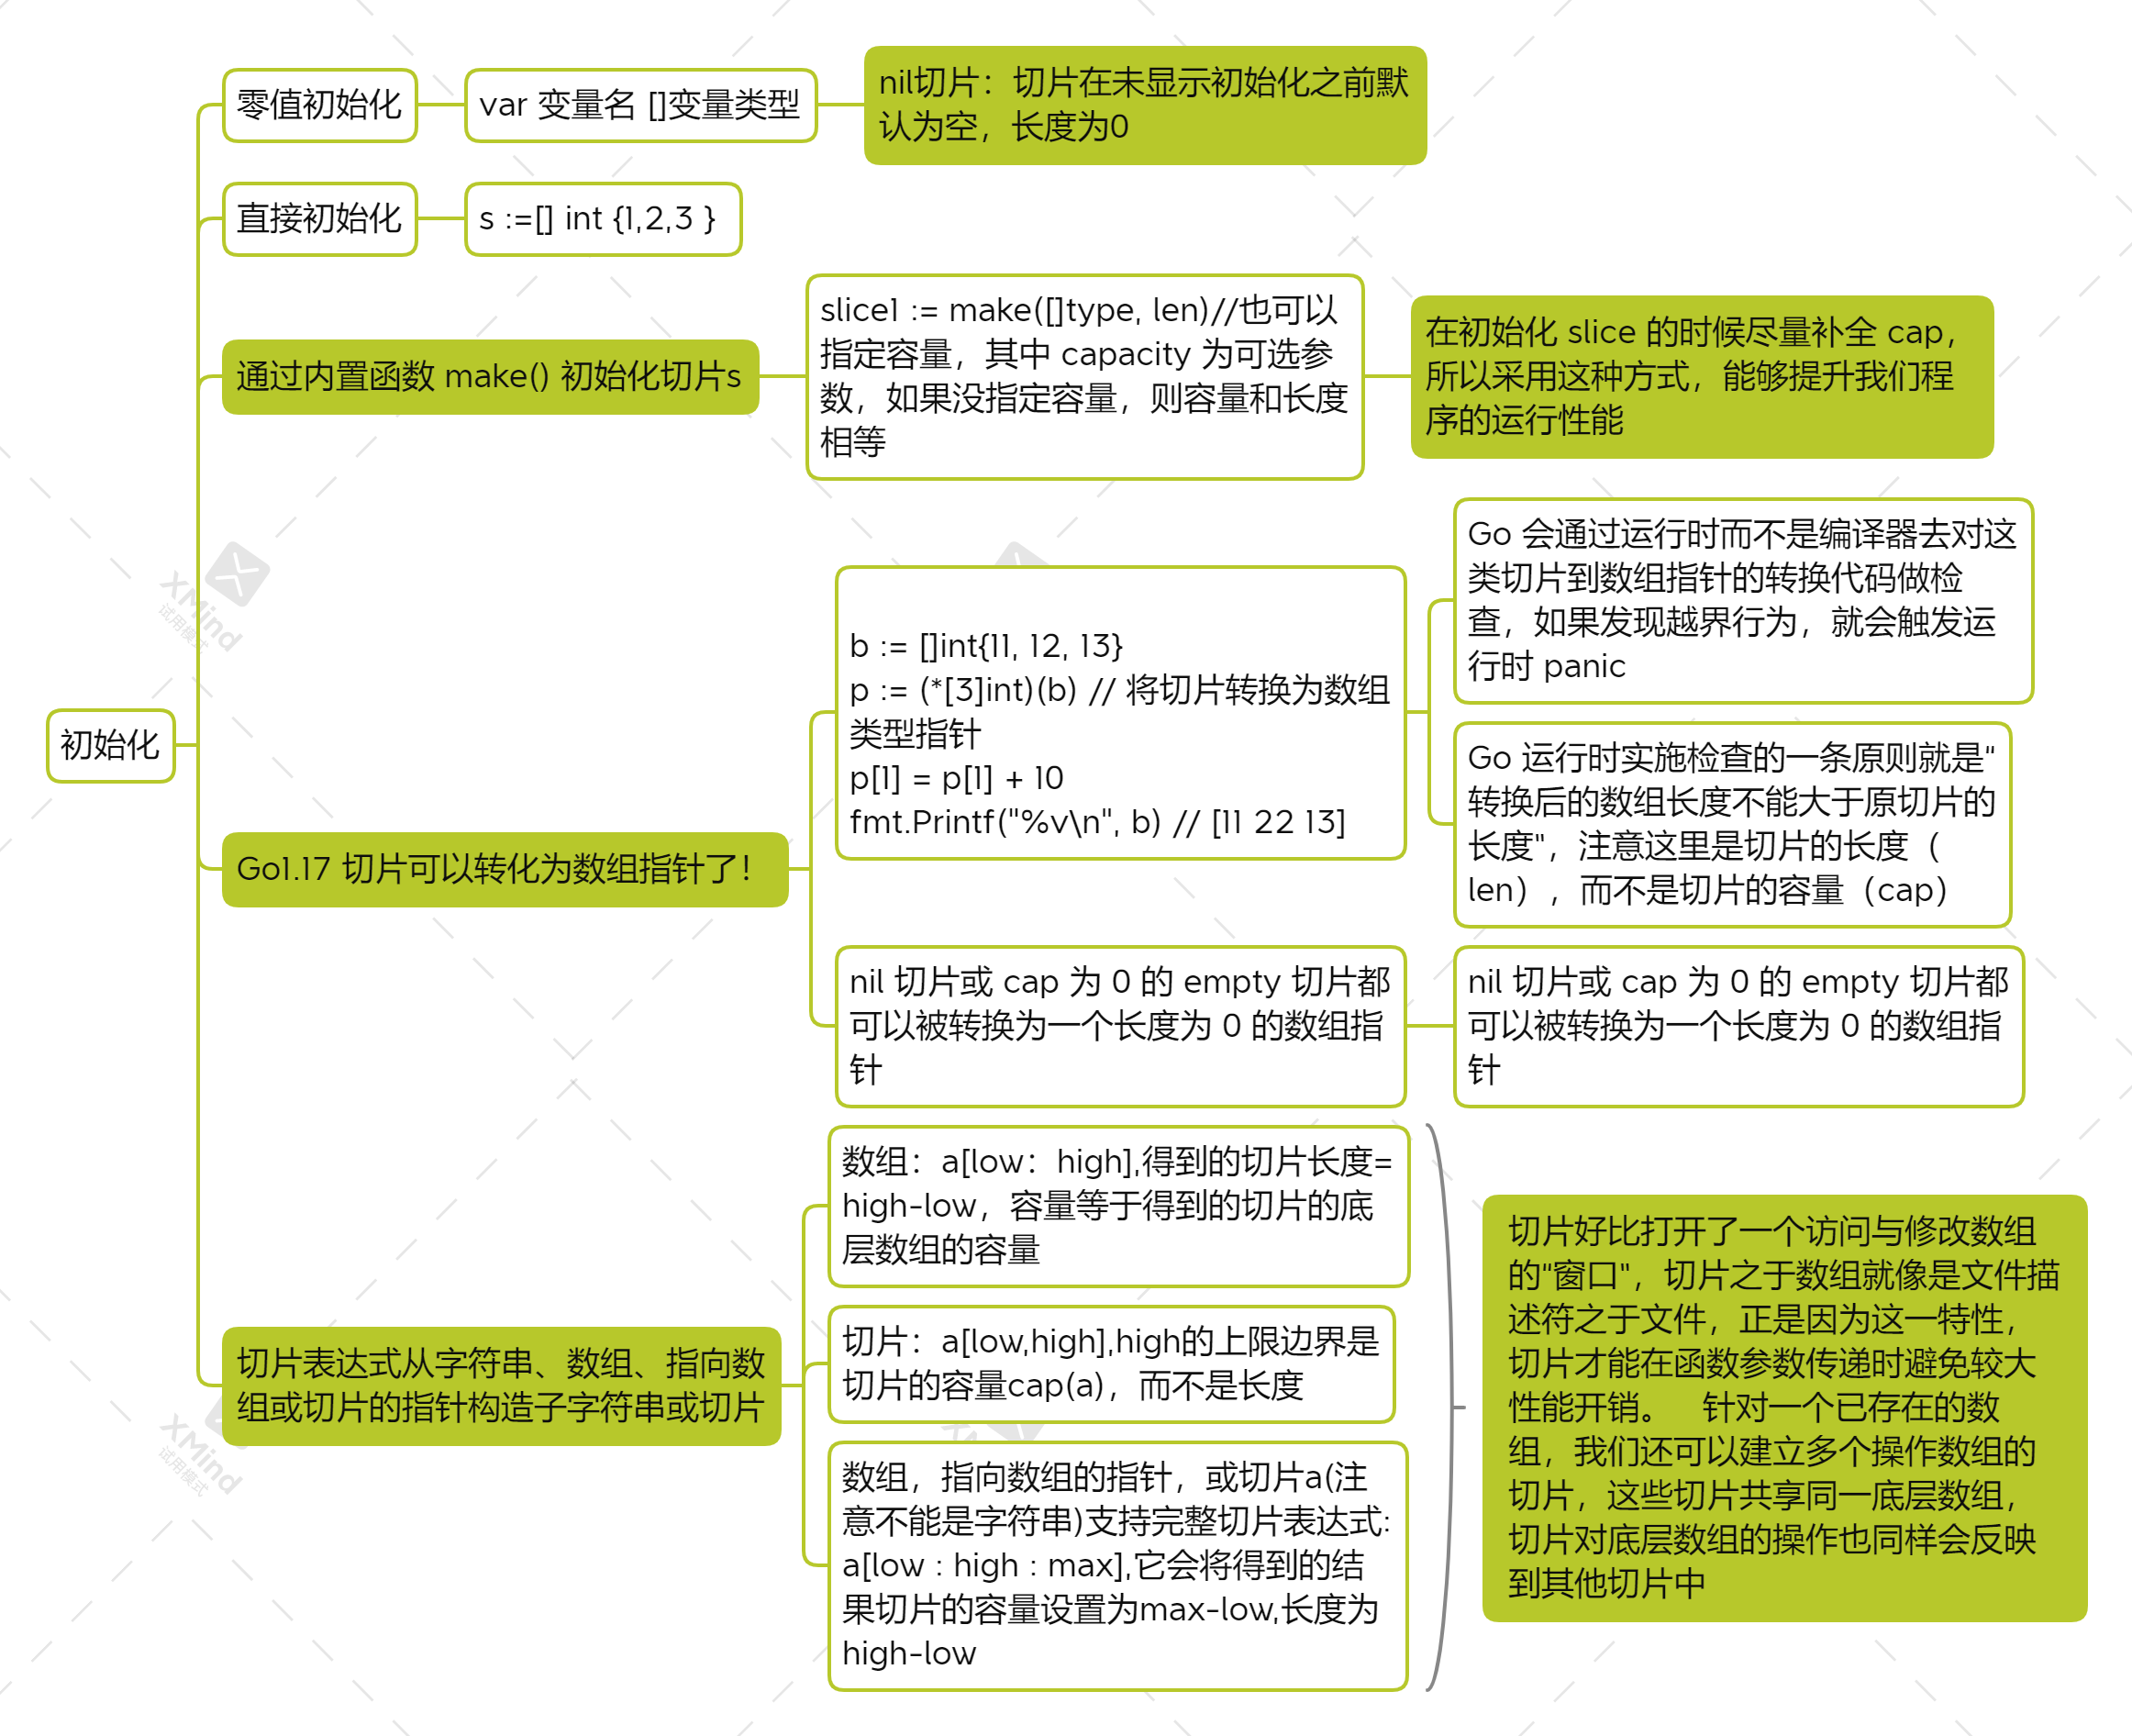 零值初始化
var 变量名 []变量类型
nil切片：切片在未显示初始化之前默
认为空，长度为0
直接初始化
s :=[] int {1,2,3 }
通过内置函数 make() 初始化切片s
slice1 := make([]type, len)//也可以
指定容量，其中 capacity 为可选参
数，如果没指定容量，则容量和长度
相等
在初始化 slice 的时候尽量补全 cap，
所以采用这种方式，能够提升我们程
序的运行性能
初始化
Go1.17 切片可以转化为数组指针了！
b := []int{11, 12, 13}
p := (*[3]int)(b) // 将切片转换为数组
类型指针
p[1] = p[1] + 10
fmt.Printf("%v\n", b) // [11 22 13]
Go 会通过运行时而不是编译器去对这
类切片到数组指针的转换代码做检
查，如果发现越界行为，就会触发运
行时 panic
Go 运行时实施检查的一条原则就是“
转换后的数组长度不能大于原切片的
长度”，注意这里是切片的长度（
len），而不是切片的容量（cap）
nil 切片或 cap 为 0 的 empty 切片都
可以被转换为一个长度为 0 的数组指
针
nil 切片或 cap 为 0 的 empty 切片都
可以被转换为一个长度为 0 的数组指
针
切片表达式从字符串、数组、指向数
组或切片的指针构造子字符串或切片
数组：a[low：high],得到的切片长度=
high-low，容量等于得到的切片的底
层数组的容量
切片：a[low,high],high的上限边界是
切片的容量cap(a)，而不是长度
数组，指向数组的指针，或切片a(注
意不能是字符串)支持完整切片表达式:
a[low : high : max],它会将得到的结
果切片的容量设置为max-low,长度为
high-low
切片好比打开了一个访问与修改数组
的“窗口”，切片之于数组就像是文件描
述符之于文件，正是因为这一特性，
切片才能在函数参数传递时避免较大
性能开销。 针对一个已存在的数
组，我们还可以建立多个操作数组的
切片，这些切片共享同一底层数组，
切片对底层数组的操作也同样会反映
到其他切片中
XMind
试用模式
XMind
试用模式